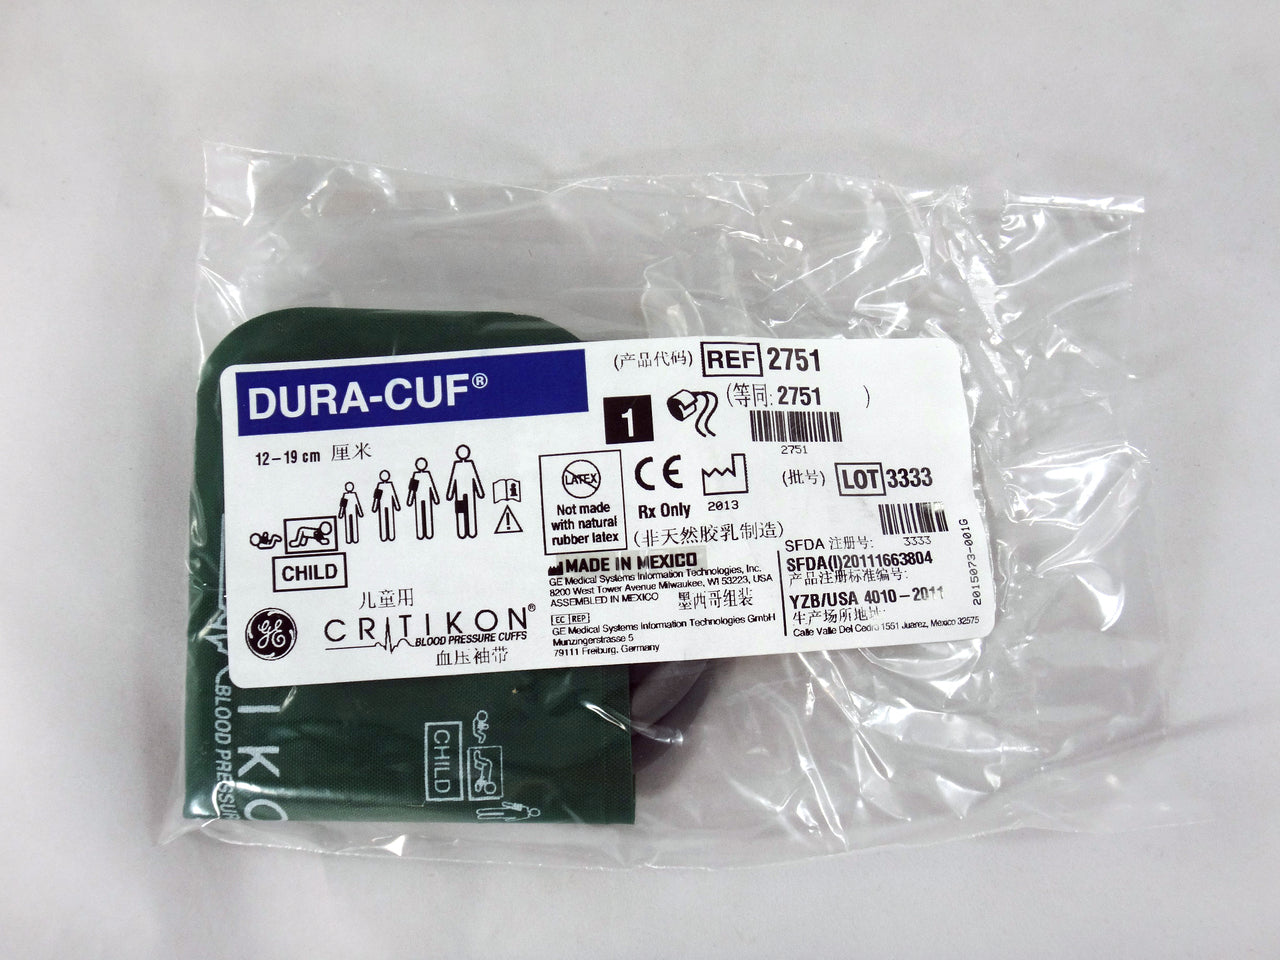 DURA-CUF®
(产品代码) REF 2751
(等同: 2751 )
1
2751
12-19 cm 厘米
LATEX
Not made
with natural
rubber latex
CE
2013
Rx Only
(非天然胶乳制造)
(批号) LOT 3333
3333
CHILD
儿童用
GE
CRITIKON®
BLOOD PRESSURE CUFFS
血压袖带
MADE IN MEXICO
GE Medical Systems Information Technologies, Inc.
8200 West Tower Avenue Milwaukee, WI 53223, USA
ASSEMBLED IN MEXICO 墨西哥组装
EC REP
GE Medical Systems Information Technologies GmbH
Munzingerstrasse 5
79111 Freiburg, Germany
SFDA 注册号:
SFDA(I)20111663804
产品注册标准编号:
YZB/USA 4010-2011
生产场所地址:
Calle Valle Del Cedro 1551 Juarez, Mexico 32575
2015073-001G
IKO
BLOOD PRESSUR
CHILD